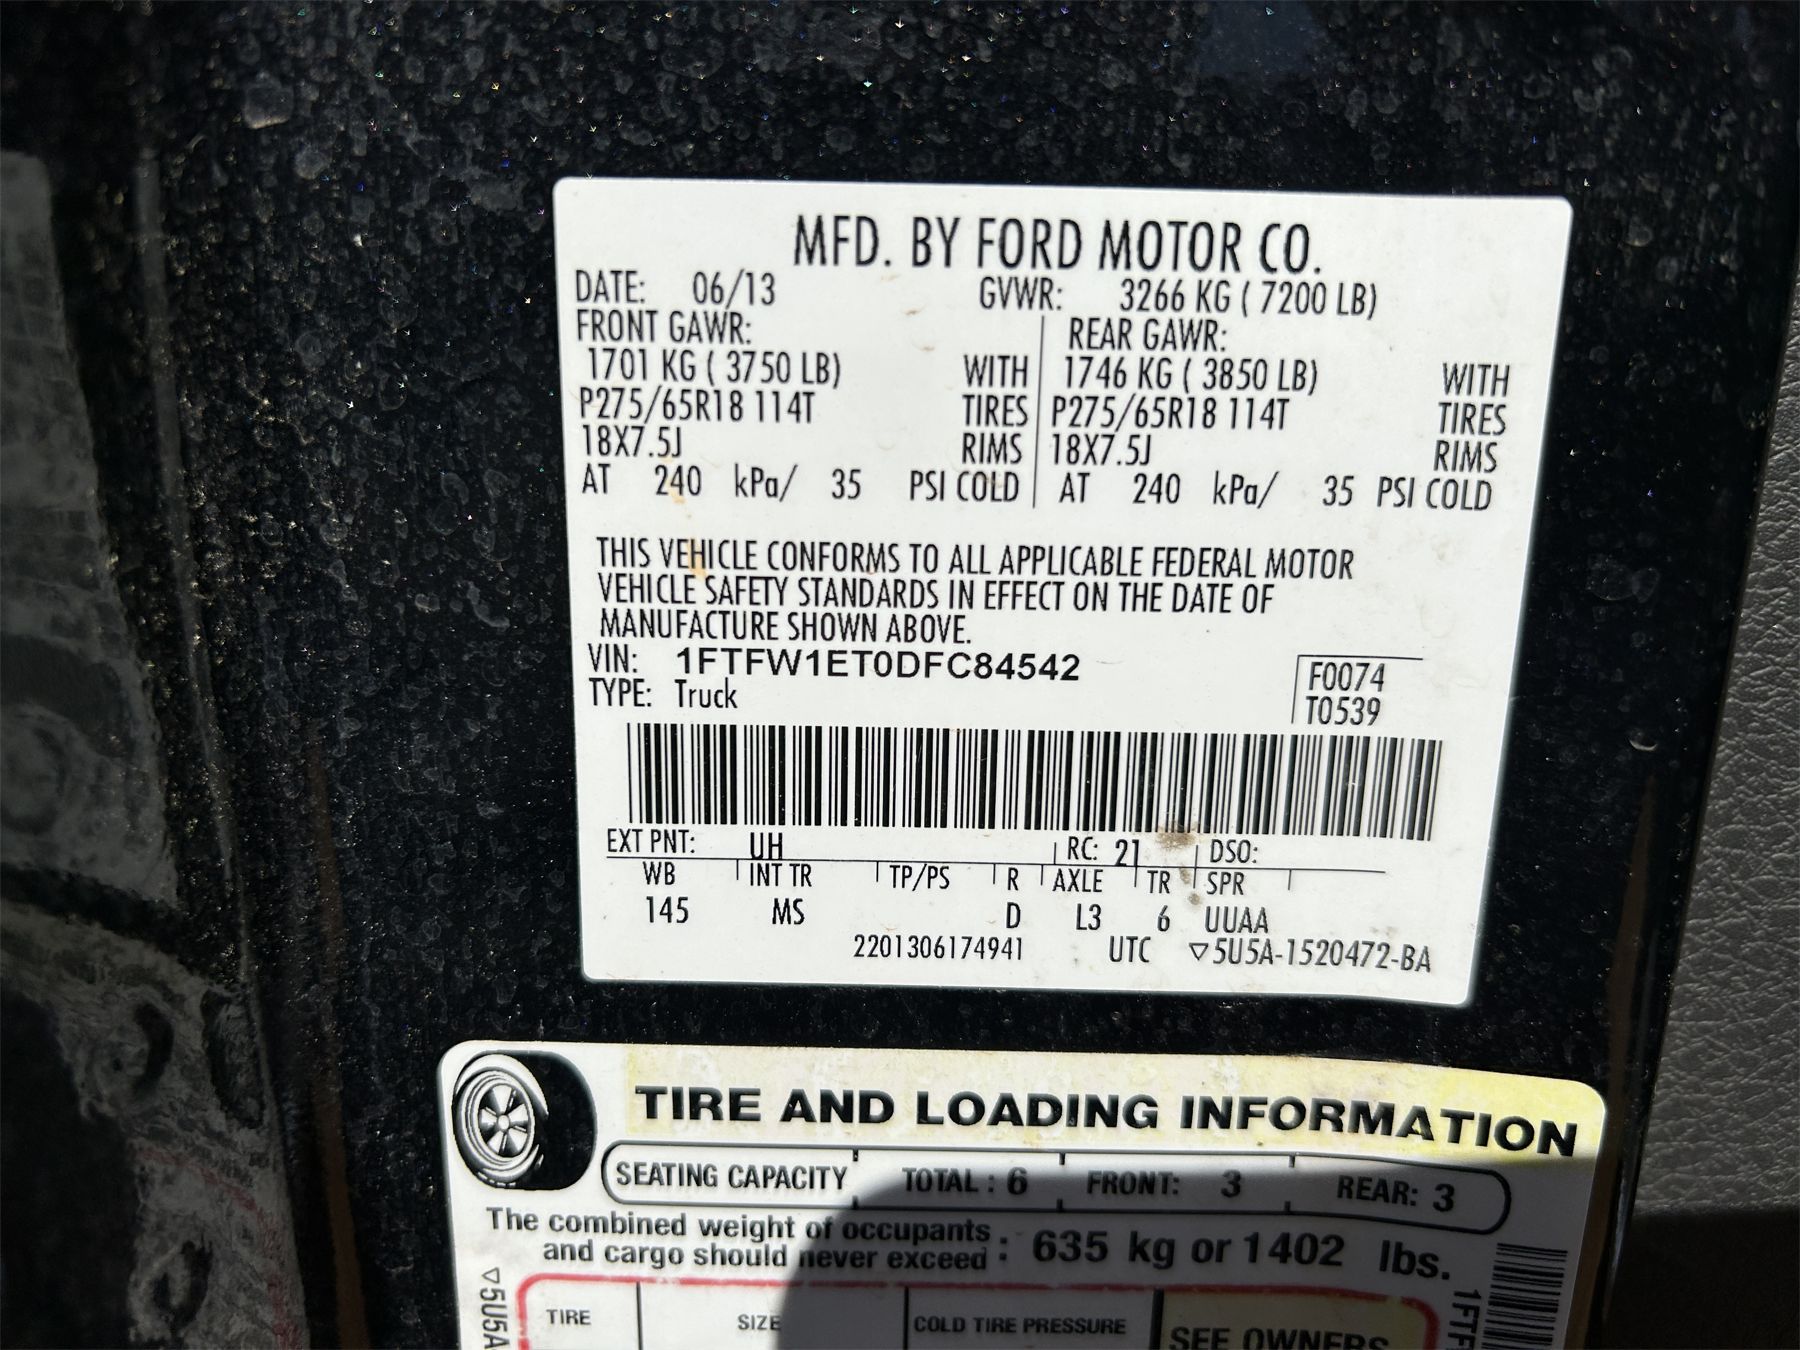 MFD. BY FORD MOTOR CO.
DATE: 06/13 GVWR: 3266 KG ( 7200 LB)
FRONT GAWR: REAR GAWR:
1701 KG ( 3750 LB) WITH 1746 KG ( 3850 LB) WITH
P275/65R18 114T TIRES P275/65R18 114T TIRES
18X7.5J RIMS 18X7.5J RIMS
AT 240 kPa/ 35 PSI COLD AT 240 kPa/ 35 PSI COLD
THIS VEHICLE CONFORMS TO ALL APPLICABLE FEDERAL MOTOR
VEHICLE SAFETY STANDARDS IN EFFECT ON THE DATE OF
MANUFACTURE SHOWN ABOVE.
VIN: 1FTFW1ET0DFC84542 F0074
TYPE: Truck T0539
EXT PNT: UH RC: 21 DSO:
WB INT TR TP/PS R AXLE TR SPR
145 MS D L3 6 UUAA
2201306174941 UTC ▽5U5A-1520472-BA
TIRE AND LOADING INFORMATION
SEATING CAPACITY TOTAL : 6 FRONT: 3 REAR: 3
The combined weight of occupants
and cargo should never exceed : 635 kg or 1402 lbs.
TIRE SIZE COLD TIRE PRESSURE SEE OWNERS
▽5U5A
1FTF